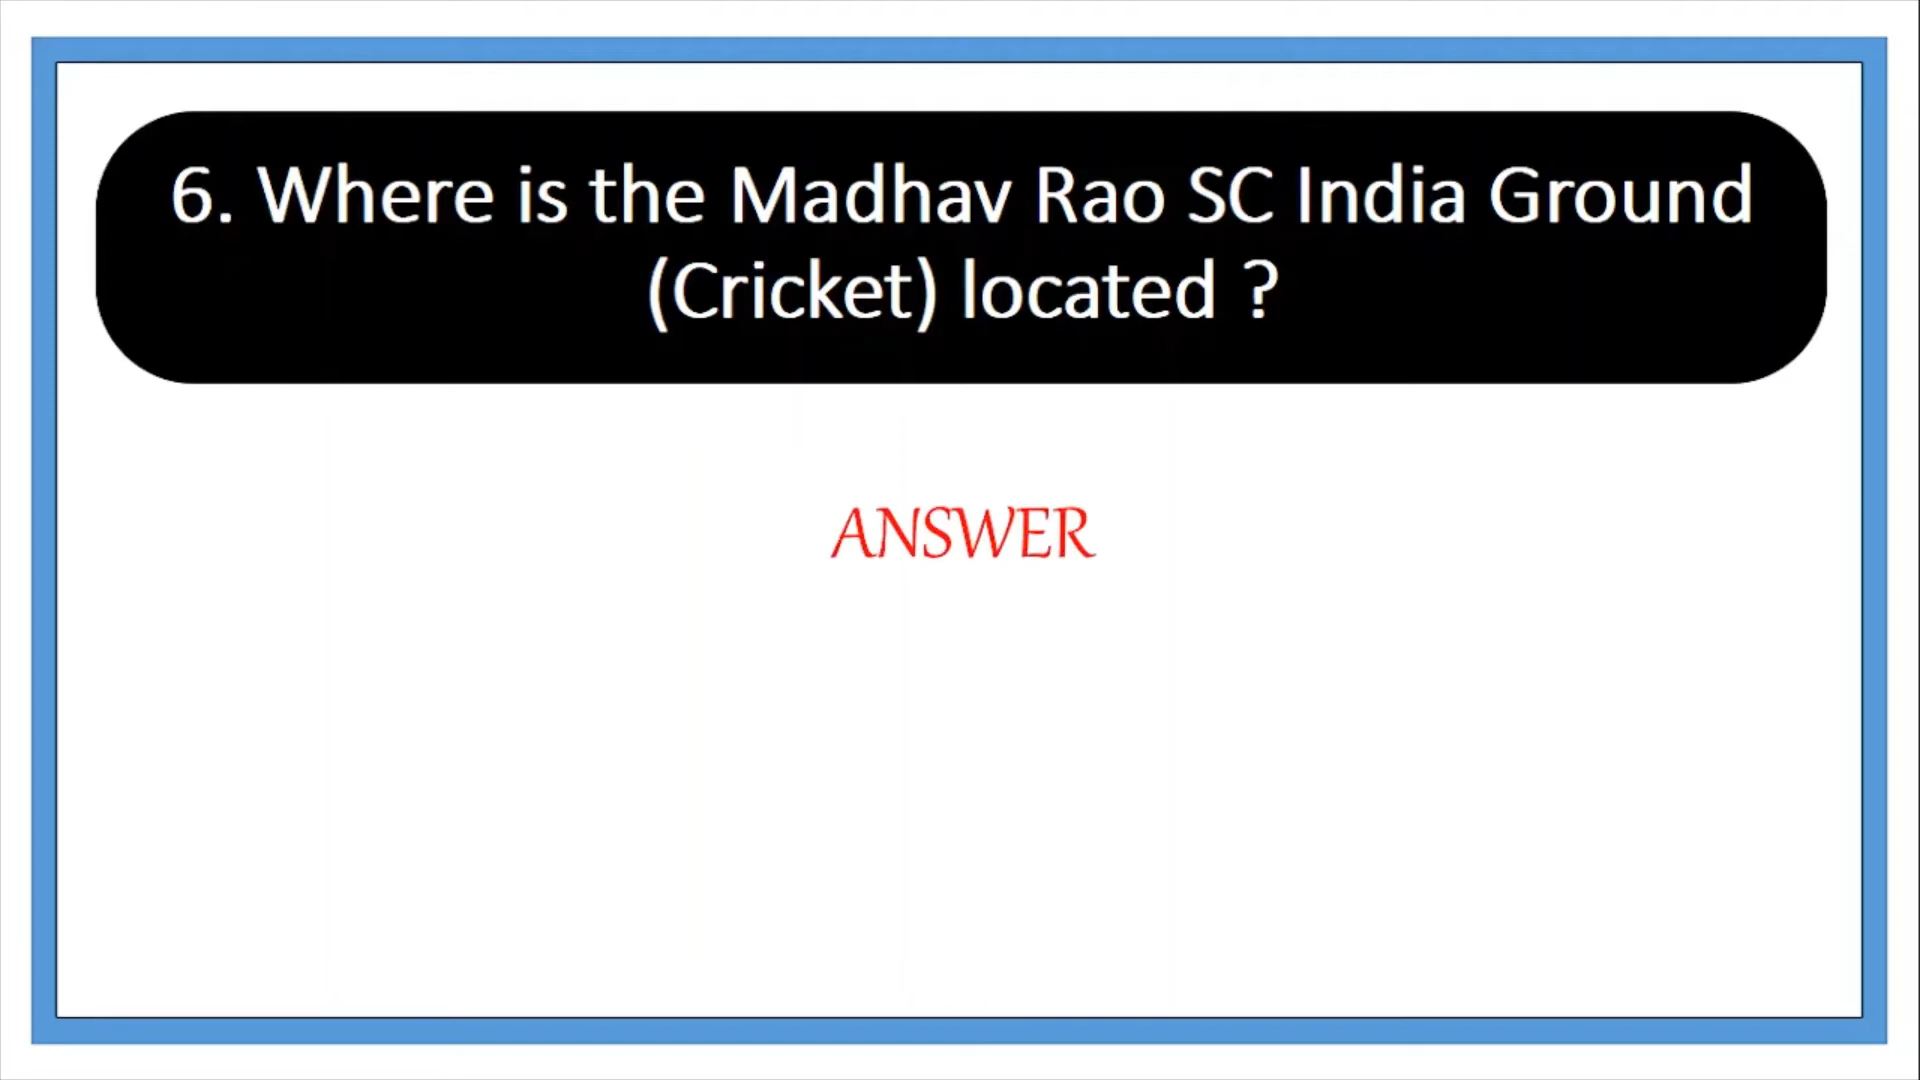 6. Where is the Madhav Rao SC India Ground
(Cricket) located ?
ANSWER